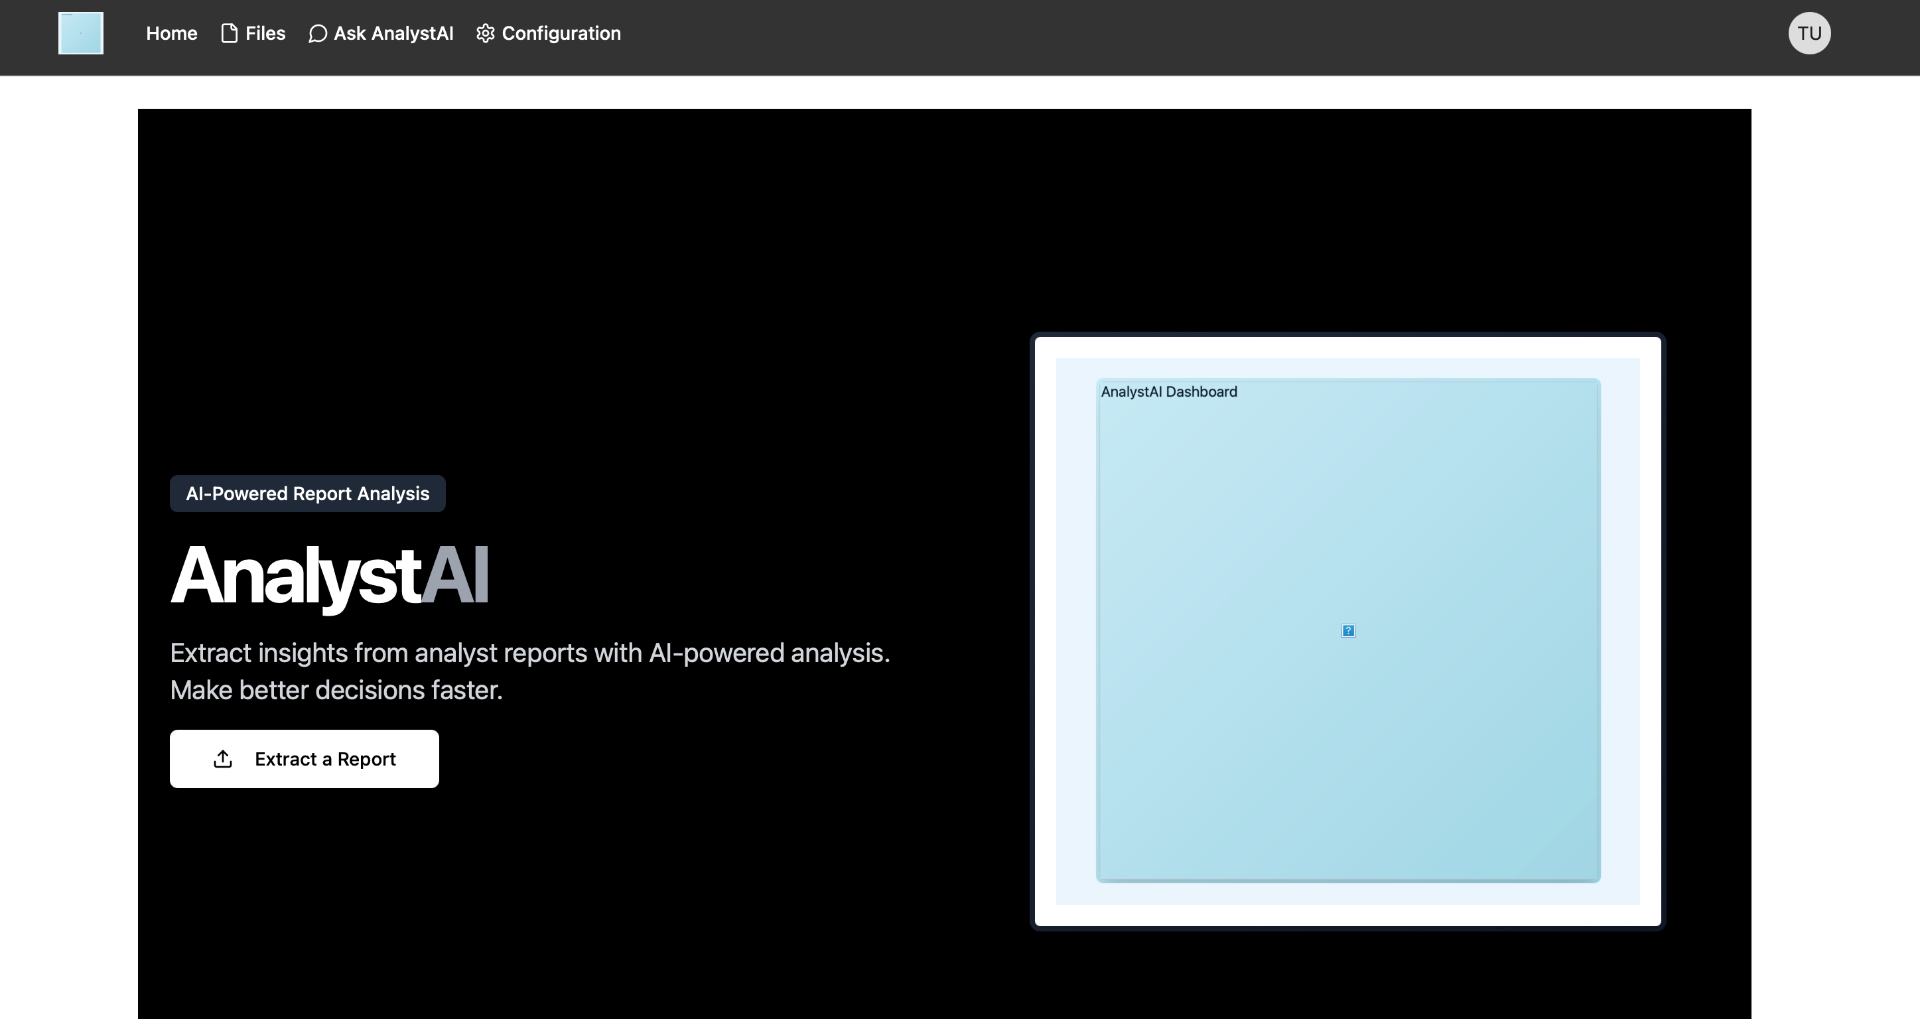 Home Files Ask AnalystAI Configuration TU
AnalystAI Dashboard
?
AI-Powered Report Analysis
AnalystAI
Extract insights from analyst reports with AI-powered analysis.
Make better decisions faster.
Extract a Report